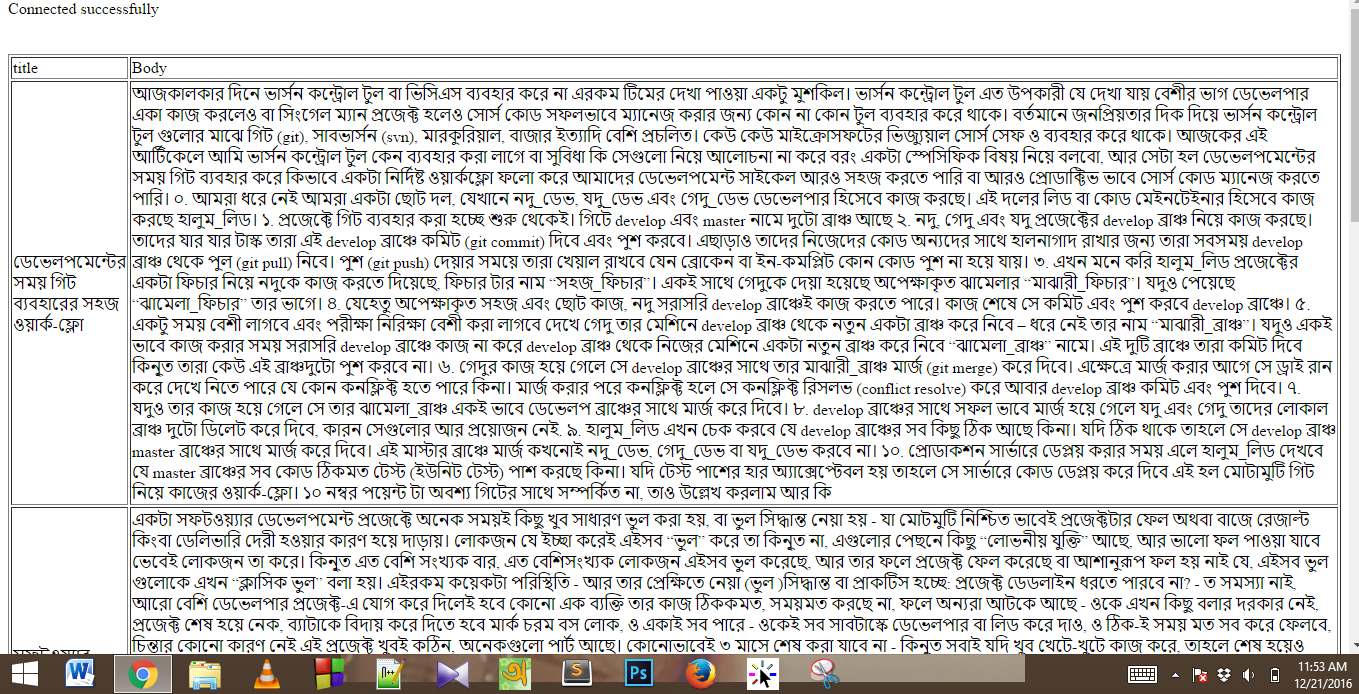 Connected successfully
title
Body
ডেভেলপমেন্টের
সময় গিট
ব্যবহারের সহজ
ওয়ার্ক-ফ্লো
আজকালকার দিনে ভার্সন কন্ট্রোল টুল বা ভিসিএস ব্যবহার করে না এরকম টিমের দেখা পাওয়া একটু মুশকিল। ভার্সন কন্ট্রোল টুল এত উপকারী যে দেখা যায় বেশীর ভাগ ডেভেলপার
একা কাজ করলেও বা সিংগেল ম্যান প্রজেক্ট হলেও সোর্স কোড সফলভাবে ম্যানেজ করার জন্য কোন না কোন টুল ব্যবহার করে থাকে। বর্তমানে জনপ্রিয়তার দিক দিয়ে ভার্সন কন্ট্রোল
টুল গুলোর মাঝে গিট (git), সাবভার্সন (svn), মারকুরিয়াল, বাজার ইত্যাদি বেশি প্রচলিত। কেউ কেউ মাইক্রোসফটের ভিজ্যুয়াল সোর্স সেফ ও ব্যবহার করে থাকে। আজকের এই
আর্টিকেলে আমি ভার্সন কন্ট্রোল টুল কেন ব্যবহার করা লাগে বা সুবিধা কি সেগুলো নিয়ে আলোচনা না করে বরং একটা স্পেসিফিক বিষয় নিয়ে বলবো, আর সেটা হল ডেভেলপমেন্টের
সময় গিট ব্যবহার করে কিভাবে একটা নির্দিষ্ট ওয়ার্কফ্লো ফলো করে আমাদের ডেভেলপমেন্ট সাইকেল আরও সহজ করতে পারি বা আরও প্রোডাক্টিভ ভাবে সোর্স কোড ম্যানেজ করতে
পারি। ০. আমরা ধরে নেই আমরা একটা ছোট দল, যেখানে নদু_ডেভ, যদু_ডেভ এবং গেদু_ডেভ ডেভেলপার হিসেবে কাজ করছে। এই দলের লিড বা কোড মেইনটেইনার হিসেবে কাজ
করছে হালুম_লিড। ১. প্রজেক্টে গিট ব্যবহার করা হচ্ছে শুরু থেকেই। গিটে develop এবং master নামে দুটো ব্রাঞ্চ আছে ২. নদু, গেদু এবং যদু প্রজেক্টের develop ব্রাঞ্চ নিয়ে কাজ করছে।
তাদের যার যার টাস্ক তারা এই develop ব্রাঞ্চে কমিট (git commit) দিবে এবং পুশ করবে। এছাড়াও তাদের নিজেদের কোড অন্যদের সাথে হালনাগাদ রাখার জন্য তারা সবসময় develop
ব্রাঞ্চ থেকে পুল (git pull) নিবে। পুশ (git push) দেয়ার সময়ে তারা খেয়াল রাখবে যেন ব্রোকেন বা ইন-কমপ্লিট কোন কোড পুশ না হয়ে যায়। ৩. এখন মনে করি হালুম_লিড প্রজেক্টের
একটা ফিচার নিয়ে নদুকে কাজ করতে দিয়েছে, ফিচার টার নাম “সহজ_ফিচার”। একই সাথে গেদুকে দেয়া হয়েছে অপেক্ষাকৃত ঝামেলার “মাঝারী_ফিচার”। যদুও পেয়েছে
“ঝামেলা_ফিচার” তার ভাগে। ৪. যেহেতু অপেক্ষাকৃত সহজ এবং ছোট কাজ, নদু সরাসরি develop ব্রাঞ্চেই কাজ করতে পারে। কাজ শেষে সে কমিট এবং পুশ করবে develop ব্রাঞ্চে। ৫.
একটু সময় বেশী লাগবে এবং পরীক্ষা নিরিক্ষা বেশী করা লাগবে দেখে গেদু তার মেশিনে develop ব্রাঞ্চ থেকে নতুন একটা ব্রাঞ্চ করে নিবে – ধরে নেই তার নাম “মাঝারী_ব্রাঞ্চ”। যদুও একই
ভাবে কাজ করার সময় সরাসরি develop ব্রাঞ্চে কাজ না করে develop ব্রাঞ্চ থেকে নিজের মেশিনে একটা নতুন ব্রাঞ্চ করে নিবে “ঝামেলা_ব্রাঞ্চ” নামে। এই দুটি ব্রাঞ্চে তারা কমিট দিবে
কিন্তু তারা কেউ এই ব্রাঞ্চদুটো পুশ করবে না। ৬. গেদুর কাজ হয়ে গেলে সে develop ব্রাঞ্চের সাথে তার মাঝারী_ব্রাঞ্চ মার্জ (git merge) করে দিবে। এক্ষেত্রে মার্জ করার আগে সে ড্রাই রান
করে দেখে নিতে পারে যে কোন কনফ্লিক্ট হতে পারে কিনা। মার্জ করার পরে কনফ্লিক্ট হলে সে কনফ্লিক্ট রিসলভ (conflict resolve) করে আবার develop ব্রাঞ্চ কমিট এবং পুশ দিবে। ৭.
যদুও তার কাজ হয়ে গেলে সে তার ঝামেলা_ব্রাঞ্চ একই ভাবে ডেভেলপ ব্রাঞ্চের সাথে মার্জ করে দিবে। ৮. develop ব্রাঞ্চের সাথে সফল ভাবে মার্জ হয়ে গেলে যদু এবং গেদু তাদের লোকাল
ব্রাঞ্চ দুটো ডিলেট করে দিবে, কারন সেগুলোর আর প্রয়োজন নেই. ৯. হালুম_লিড এখন চেক করবে যে develop ব্রাঞ্চের সব কিছু ঠিক আছে কিনা। যদি ঠিক থাকে তাহলে সে develop ব্রাঞ্চ
master ব্রাঞ্চের সাথে মার্জ করে দিবে। এই মাস্টার ব্রাঞ্চে মার্জ কখনোই নদু_ডেভ, গেদু_ডেভ বা যদু_ডেভ করবে না। ১০. প্রোডাকশন সার্ভারে ডেপ্লয় করার সময় এলে হালুম_লিড দেখবে
যে master ব্রাঞ্চের সব কোড ঠিকমত টেস্ট (ইউনিট টেস্ট) পাশ করছে কিনা। যদি টেস্ট পাশের হার অ্যাক্সেপ্টেবল হয় তাহলে সে সার্ভারে কোড ডেপ্লয় করে দিবে এই হল মোটামুটি গিট
নিয়ে কাজের ওয়ার্ক-ফ্লো। ১০ নম্বর পয়েন্ট টা অবশ্য গিটের সাথে সম্পর্কিত না, তাও উল্লেখ করলাম আর কি
একটা সফটওয়্যার ডেভেলপমেন্ট প্রজেক্টে অনেক সময়ই কিছু খুব সাধারণ ভুল করা হয়, বা ভুল সিদ্ধান্ত নেয়া হয় - যা মোটমুটি নিশ্চিত ভাবেই প্রজেক্টটার ফেল অথবা বাজে রেজাল্ট
কিংবা ডেলিভারি দেরী হওয়ার কারণ হয়ে দাড়ায়। লোকজন যে ইচ্ছা করেই এইসব “ভুল” করে তা কিন্তু না, এগুলোর পেছনে কিছু “লোভনীয় যুক্তি” আছে, আর ভালো ফল পাওয়া যাবে
ভেবেই লোকজন তা করে। কিন্তু এত বেশি সংখ্যক বার, এত বেশিসংখ্যক লোকজন এইসব ভুল করেছে, আর তার ফলে প্রজেক্ট ফেল করেছে বা আশানুরূপ ফল হয় নাই যে, এইসব ভুল
গুলোকে এখন “ক্লাসিক ভুল” বলা হয়। এইরকম কয়েকটা পরিস্থিতি - আর তার প্রেক্ষিতে নেয়া (ভুল )সিদ্ধান্ত বা প্রাকটিস হচ্ছে: প্রজেক্ট ডেডলাইন ধরতে পারবে না? - ত সমস্যা নাই,
আরো বেশি ডেভেলপার প্রজেক্ট-এ যোগ করে দিলেই হবে কোনো এক ব্যক্তি তার কাজ ঠিককমত, সময়মত করছে না, ফলে অন্যরা আটকে আছে - ওকে এখন কিছু বলার দরকার নেই,
প্রজেক্ট শেষ হয়ে নেক, ব্যাটাকে বিদায় করে দিতে হবে মার্ক চরম বস লোক, ও একাই সব পারে - ওকেই সব সাবটাস্কে ডেভেলপার বা লিড করে দাও, ও ঠিক-ই সময় মত সব করে ফেলবে,
চিন্তার কোনো কারণ নেই এই প্রজেক্ট খুবই কঠিন, অনেকগুলো পার্ট আছে। কোনোভাবেই ৩ মাসে শেষ করা যাবে না - কিন্তু সবাই যদি খুব খেটে-খুটে কাজ করে, তাহলে শেষ হয়েও
11:53 AM
12/21/2016